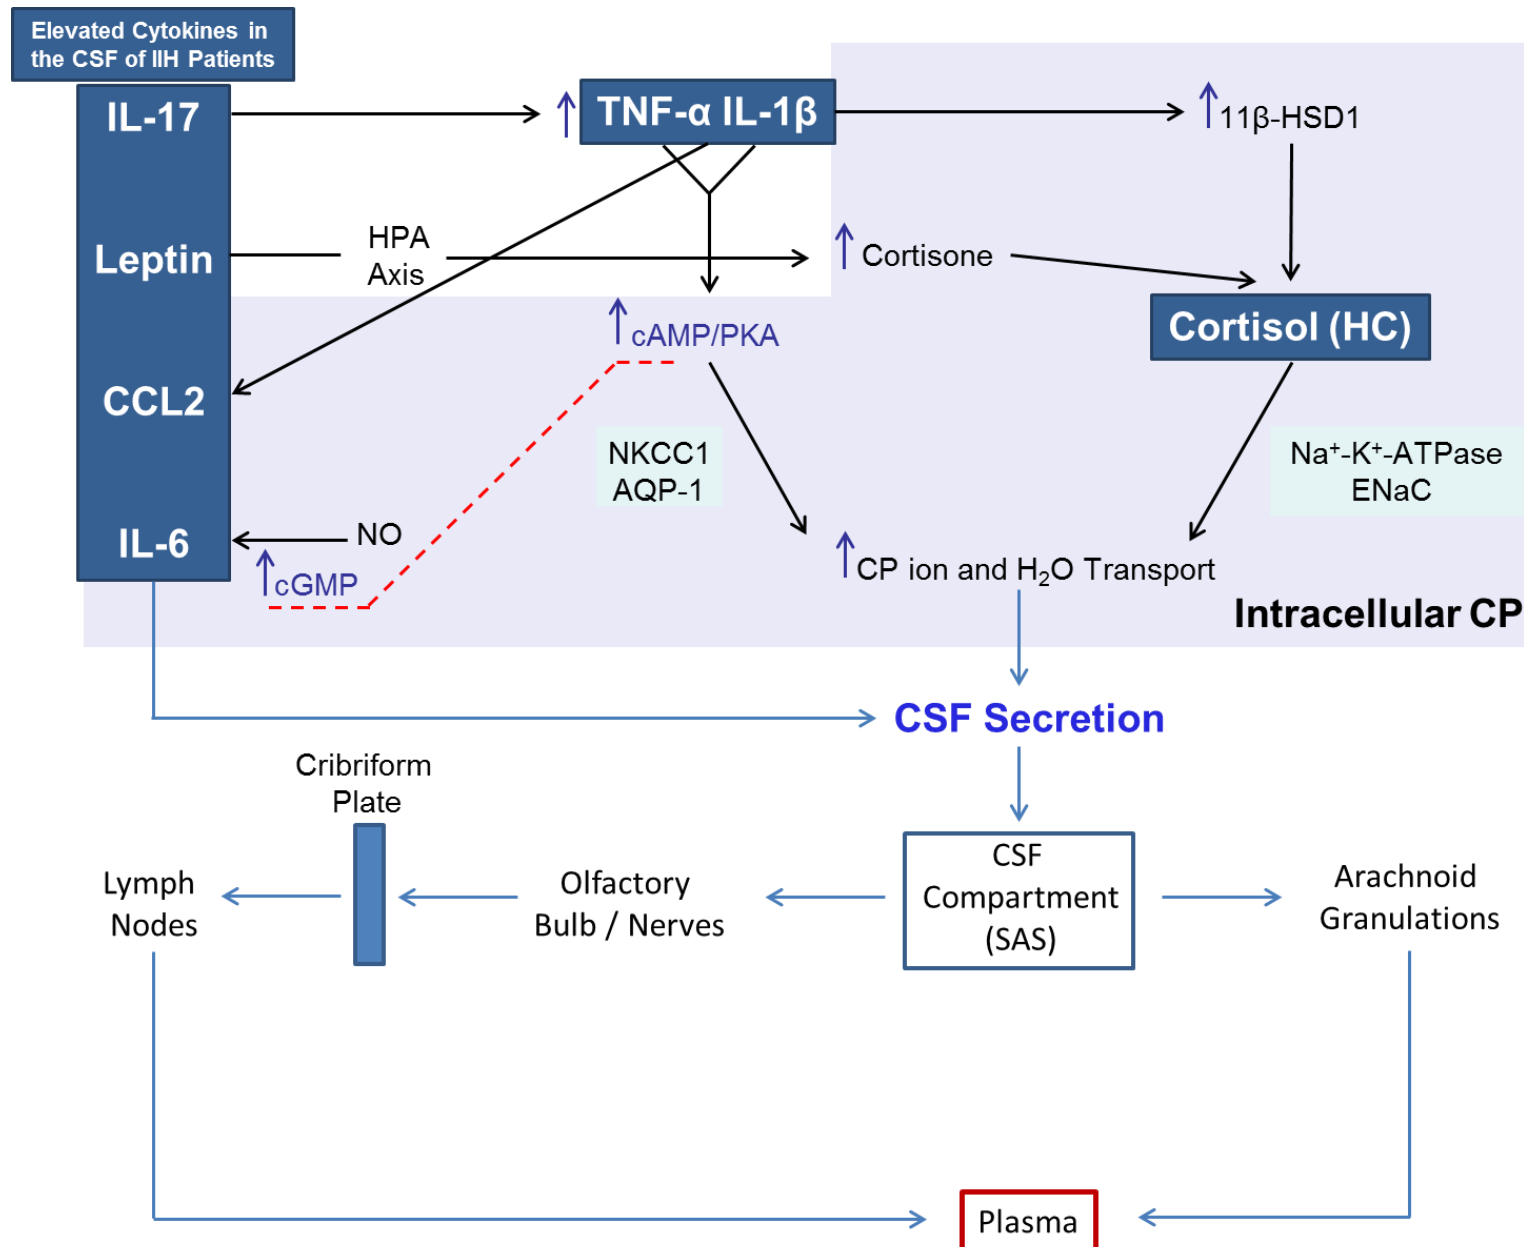 Elevated Cytokines in
the CSF of IIH Patients
IL-17
TNF-α IL-1β
11β-HSD1
Leptin
HPA
Axis
Cortisone
cAMP/PKA
Cortisol (HC)
CCL2
NKCC1
AQP-1
Na⁺-K⁺-ATPase
ENaC
IL-6
NO
cGMP
CP ion and H₂O Transport
Intracellular CP
CSF Secretion
Cribriform
Plate
Lymph
Nodes
Olfactory
Bulb / Nerves
CSF
Compartment
(SAS)
Arachnoid
Granulations
Plasma